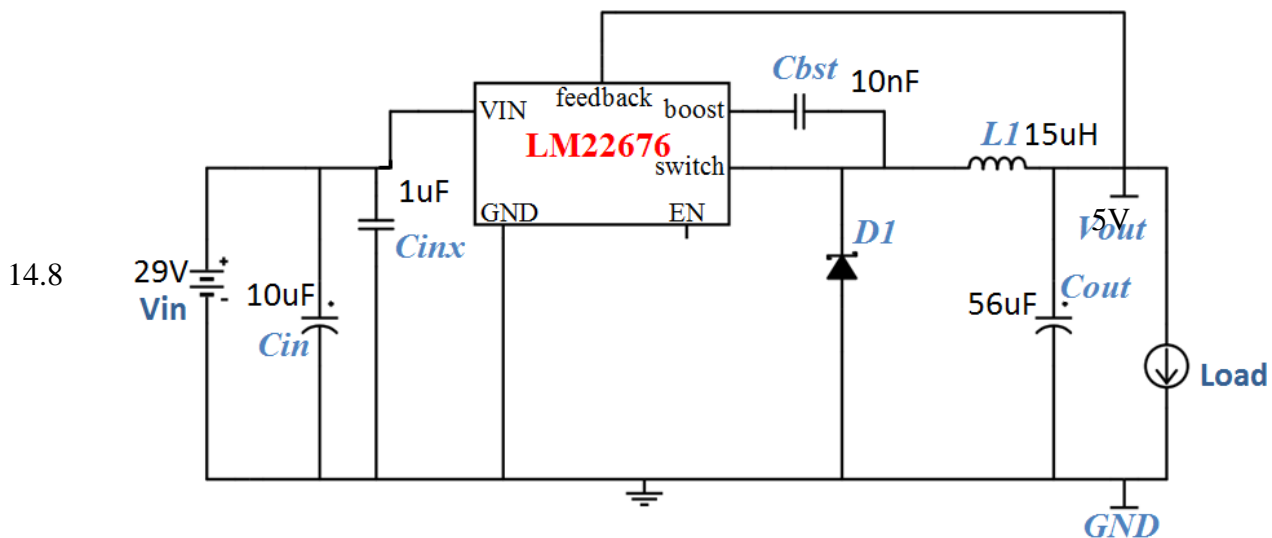 Cbst 10nF
feedback
VIN
boost
LM22676
L1 15uH
switch
1uF
GND
EN
5V
Vout
D1
Cinx
14.8
29V
+
-
Vin
10uF
Cin
56uF
Cout
Load
GND